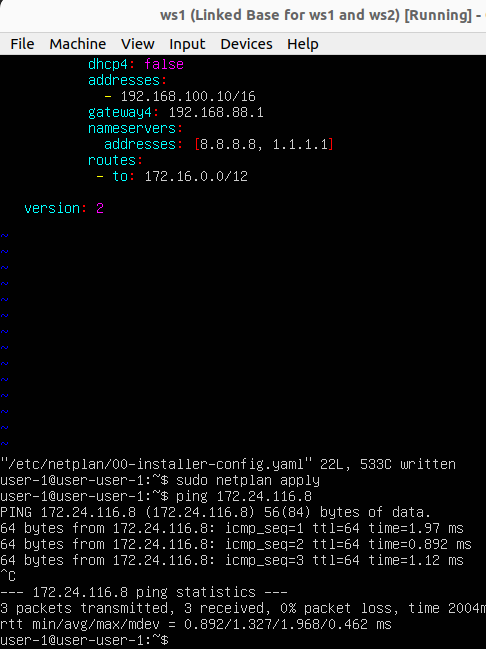 ws1 (Linked Base for ws1 and ws2) [Running] -
File Machine View Input Devices Help
dhcp4: false
addresses:
- 192.168.100.10/16
gateway4: 192.168.88.1
nameservers:
addresses: [8.8.8.8, 1.1.1.1]
routes:
- to: 172.16.0.0/12
version: 2
~
~
~
~
~
~
~
~
~
~
~
~
~
~
"/etc/netplan/00-installer-config.yaml" 22L, 533C written
user-1@user-user-1:~$ sudo netplan apply
user-1@user-user-1:~$ ping 172.24.116.8
PING 172.24.116.8 (172.24.116.8) 56(84) bytes of data.
64 bytes from 172.24.116.8: icmp_seq=1 ttl=64 time=1.97 ms
64 bytes from 172.24.116.8: icmp_seq=2 ttl=64 time=0.892 ms
64 bytes from 172.24.116.8: icmp_seq=3 ttl=64 time=1.12 ms
^C
--- 172.24.116.8 ping statistics ---
3 packets transmitted, 3 received, 0% packet loss, time 2004m
rtt min/avg/max/mdev = 0.892/1.327/1.968/0.462 ms
user-1@user-user-1:~$